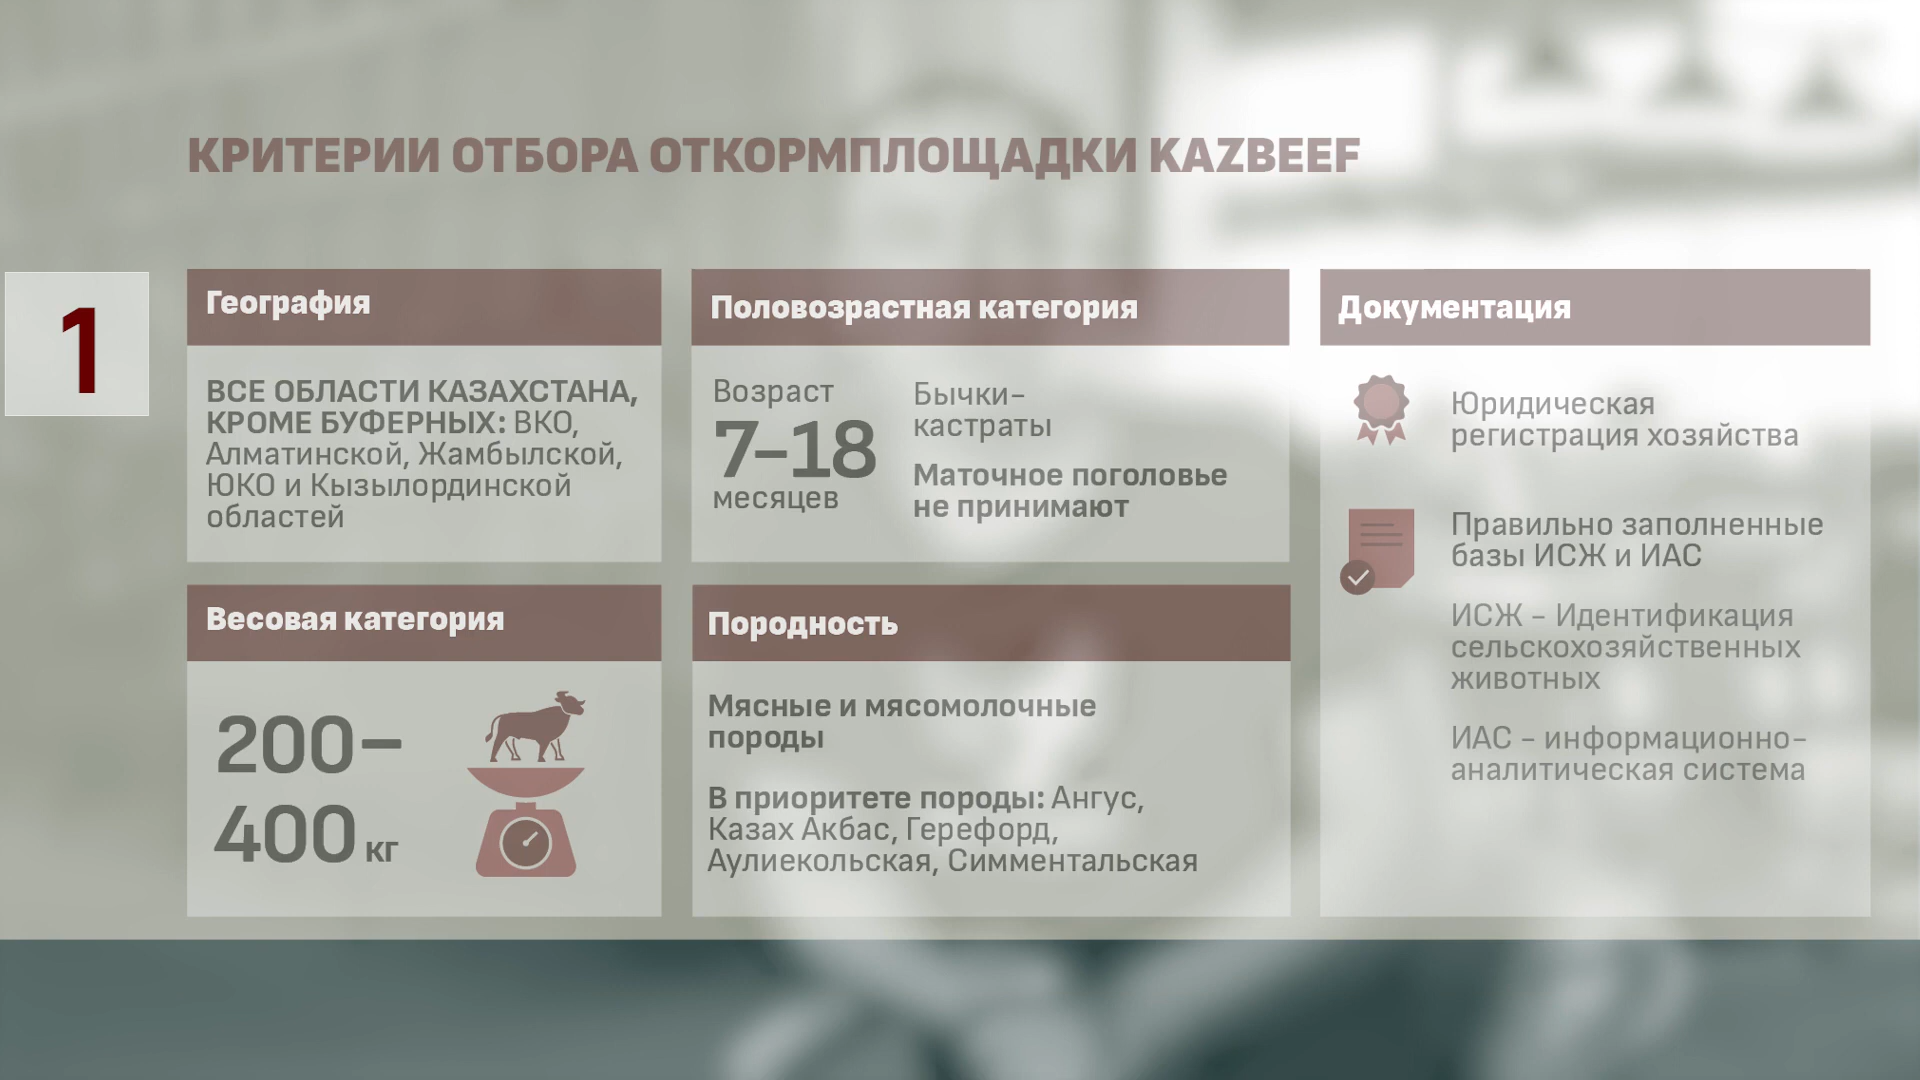 КРИТЕРИИ ОТБОРА ОТКОРМПЛОЩАДКИ KAZBEEF
1
География
ВСЕ ОБЛАСТИ КАЗАХСТАНА,
КРОМЕ БУФЕРНЫХ: ВКО,
Алматинской, Жамбылской,
ЮКО и Кызылординской
областей
Половозрастная категория
Возраст
7–18
месяцев
Бычки-
кастраты
Маточное поголовье
не принимают
Документация
Юридическая
регистрация хозяйства
Правильно заполненные
базы ИСЖ и ИАС
ИСЖ - Идентификация
сельскохозяйственных
животных
ИАС - информационно-
аналитическая система
Весовая категория
200–
400 кг
Породность
Мясные и мясомолочные
породы
В приоритете породы: Ангус,
Казах Акбас, Герефорд,
Аулиекольская, Симментальская